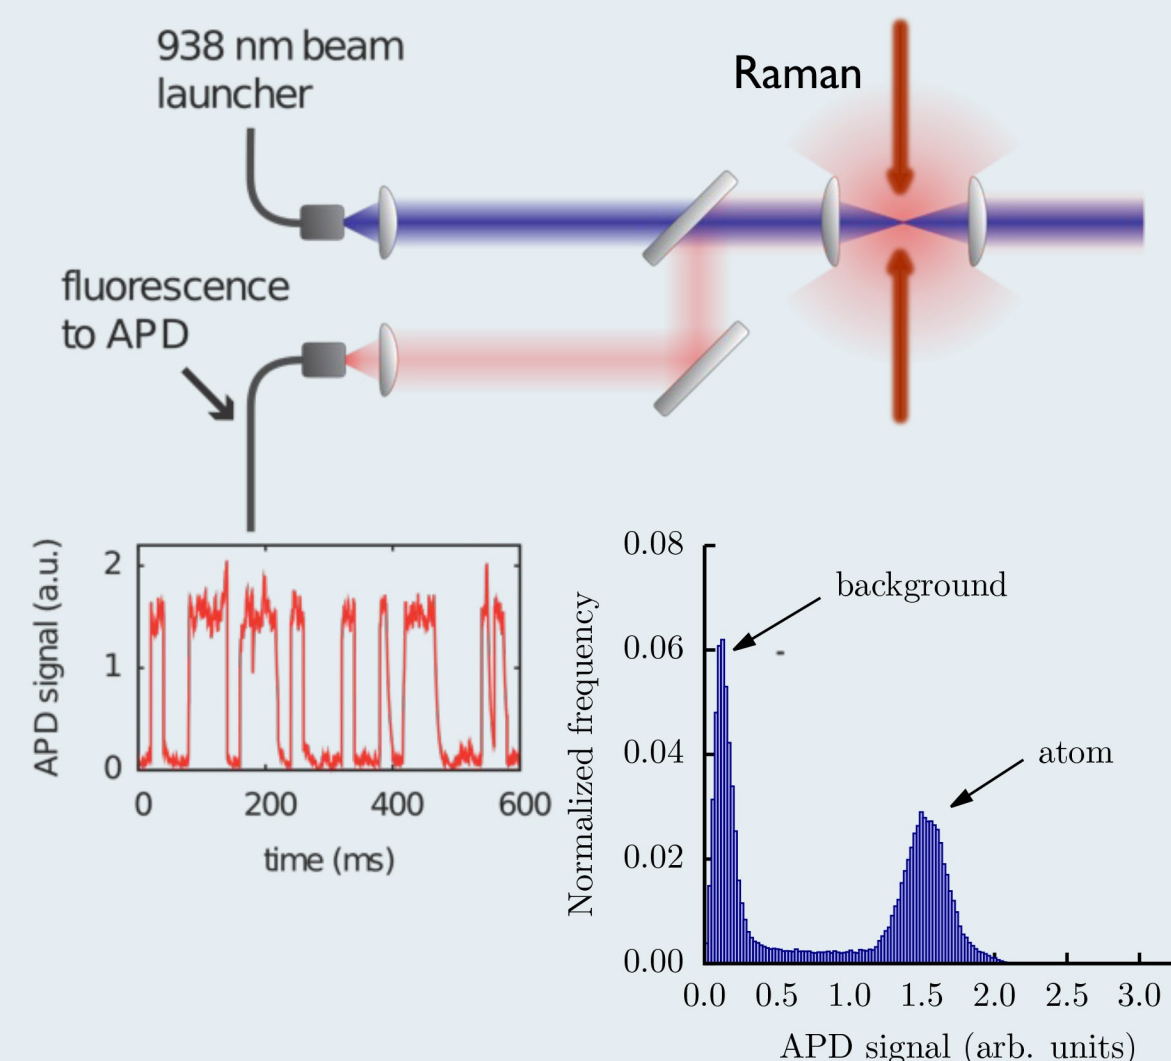 938 nm beam
launcher
Raman
fluorescence
to APD
APD signal (a.u.)
2
1
0
0 200 400 600
time (ms)
Normalized frequency
0.08
0.06
0.04
0.02
0.00
background
atom
0.0 0.5 1.0 1.5 2.0 2.5 3.0
APD signal (arb. units)